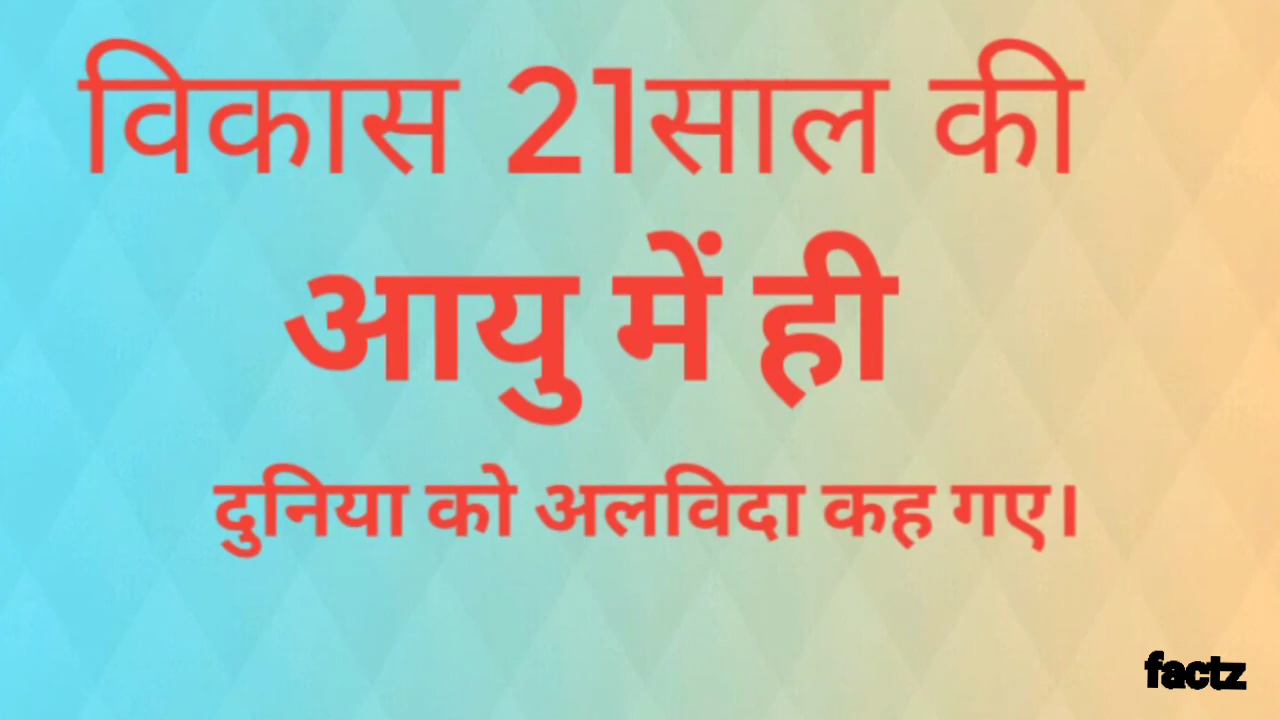 विकास 21साल की
आयु में ही
दुनिया को अलविदा कह गए।
factz